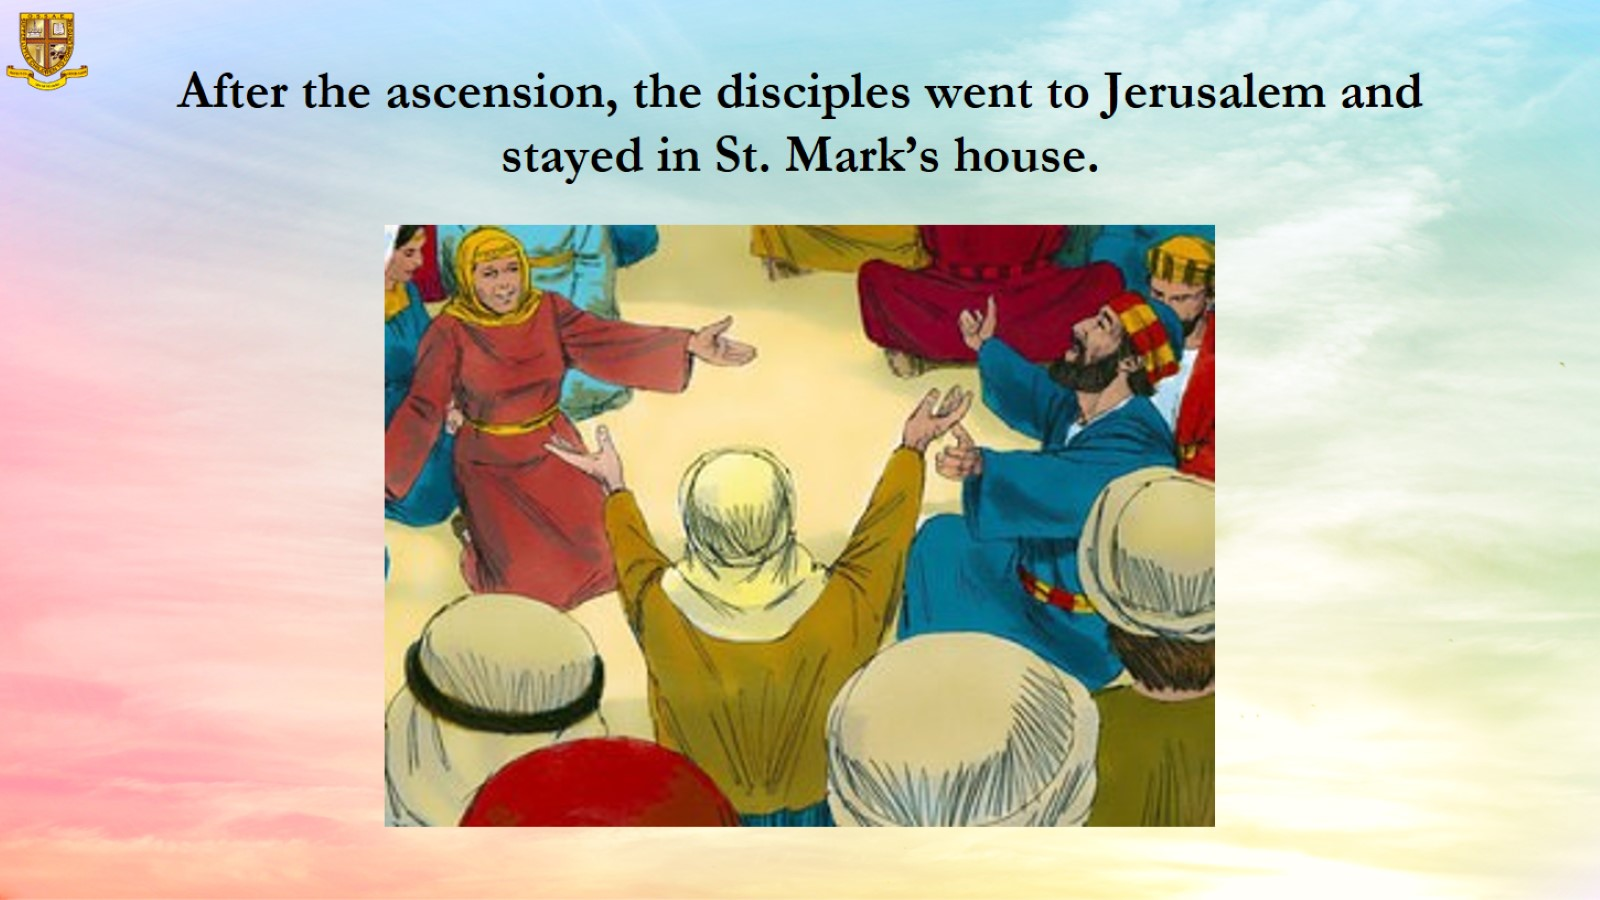 After the ascension, the disciples went to Jerusalem and
stayed in St. Mark’s house.